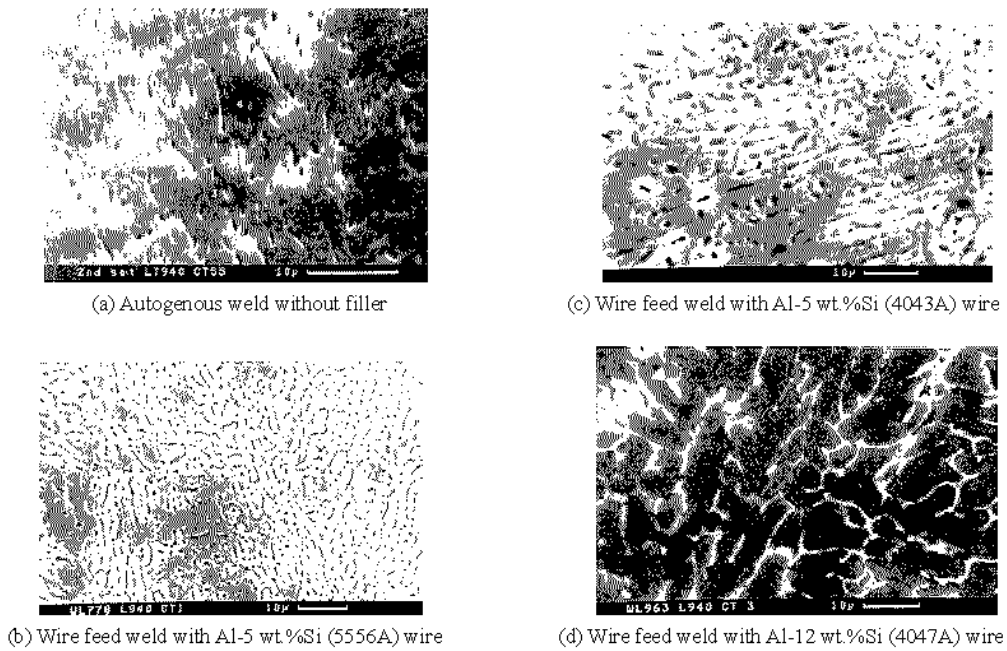 2nd set LT940 CT55 10µ
(a) Autogenous weld without filler
10µ
(c) Wire feed weld with Al-5 wt.%Si (4043A) wire
WL778 L940 CT1 10µ
(b) Wire feed weld with Al-5 wt.%Si (5556A) wire
WL963 L940 CT 3 10µ
(d) Wire feed weld with Al-12 wt.%Si (4047A) wire